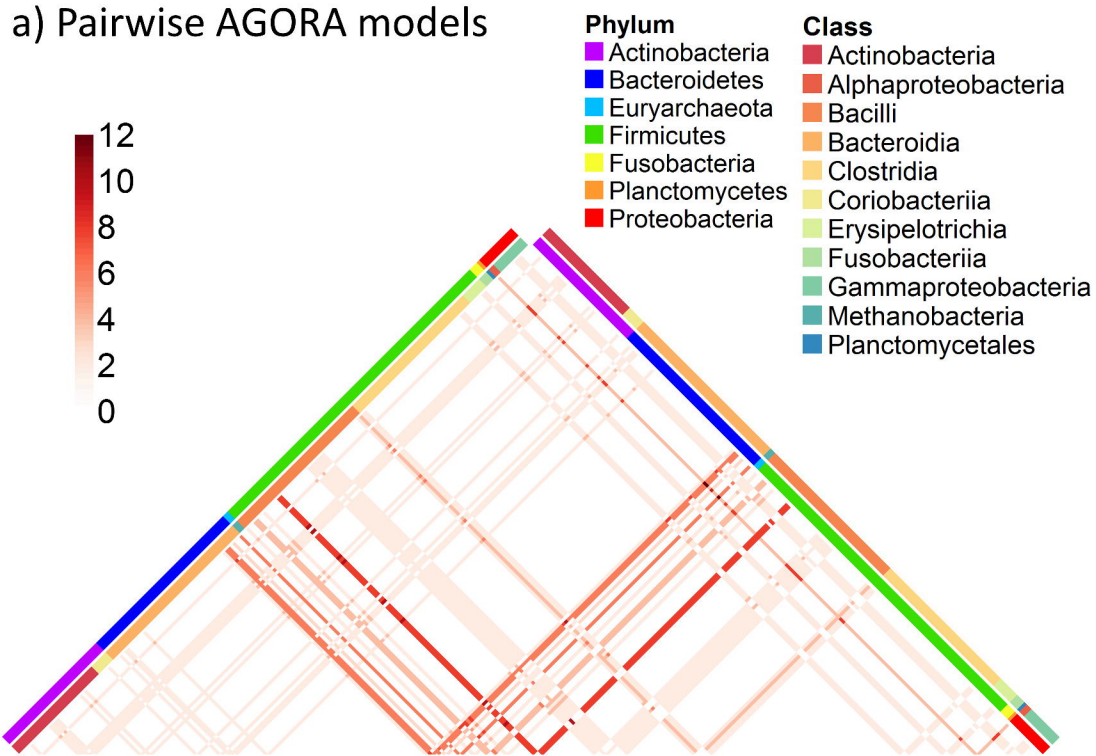 a) Pairwise AGORA models
Phylum
Actinobacteria
Bacteroidetes
Euryarchaeota
Firmicutes
Fusobacteria
Planctomycetes
Proteobacteria
Class
Actinobacteria
Alphaproteobacteria
Bacilli
Bacteroidia
Clostridia
Coriobacteriia
Erysipelotrichia
Fusobacteriia
Gammaproteobacteria
Methanobacteria
Planctomycetales
12
10
8
6
4
2
0